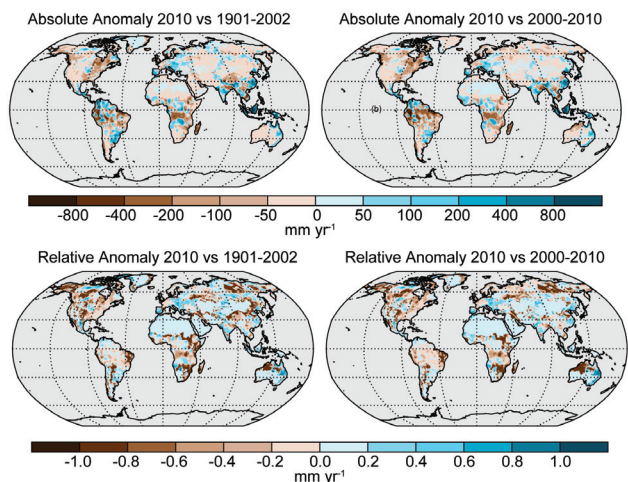 Absolute Anomaly 2010 vs 1901-2002
Absolute Anomaly 2010 vs 2000-2010
(b)
-800 -400 -200 -100 -50 0 50 100 200 400 800
mm yr⁻¹
Relative Anomaly 2010 vs 1901-2002
Relative Anomaly 2010 vs 2000-2010
-1.0 -0.8 -0.6 -0.4 -0.2 0.0 0.2 0.4 0.6 0.8 1.0
mm yr⁻¹